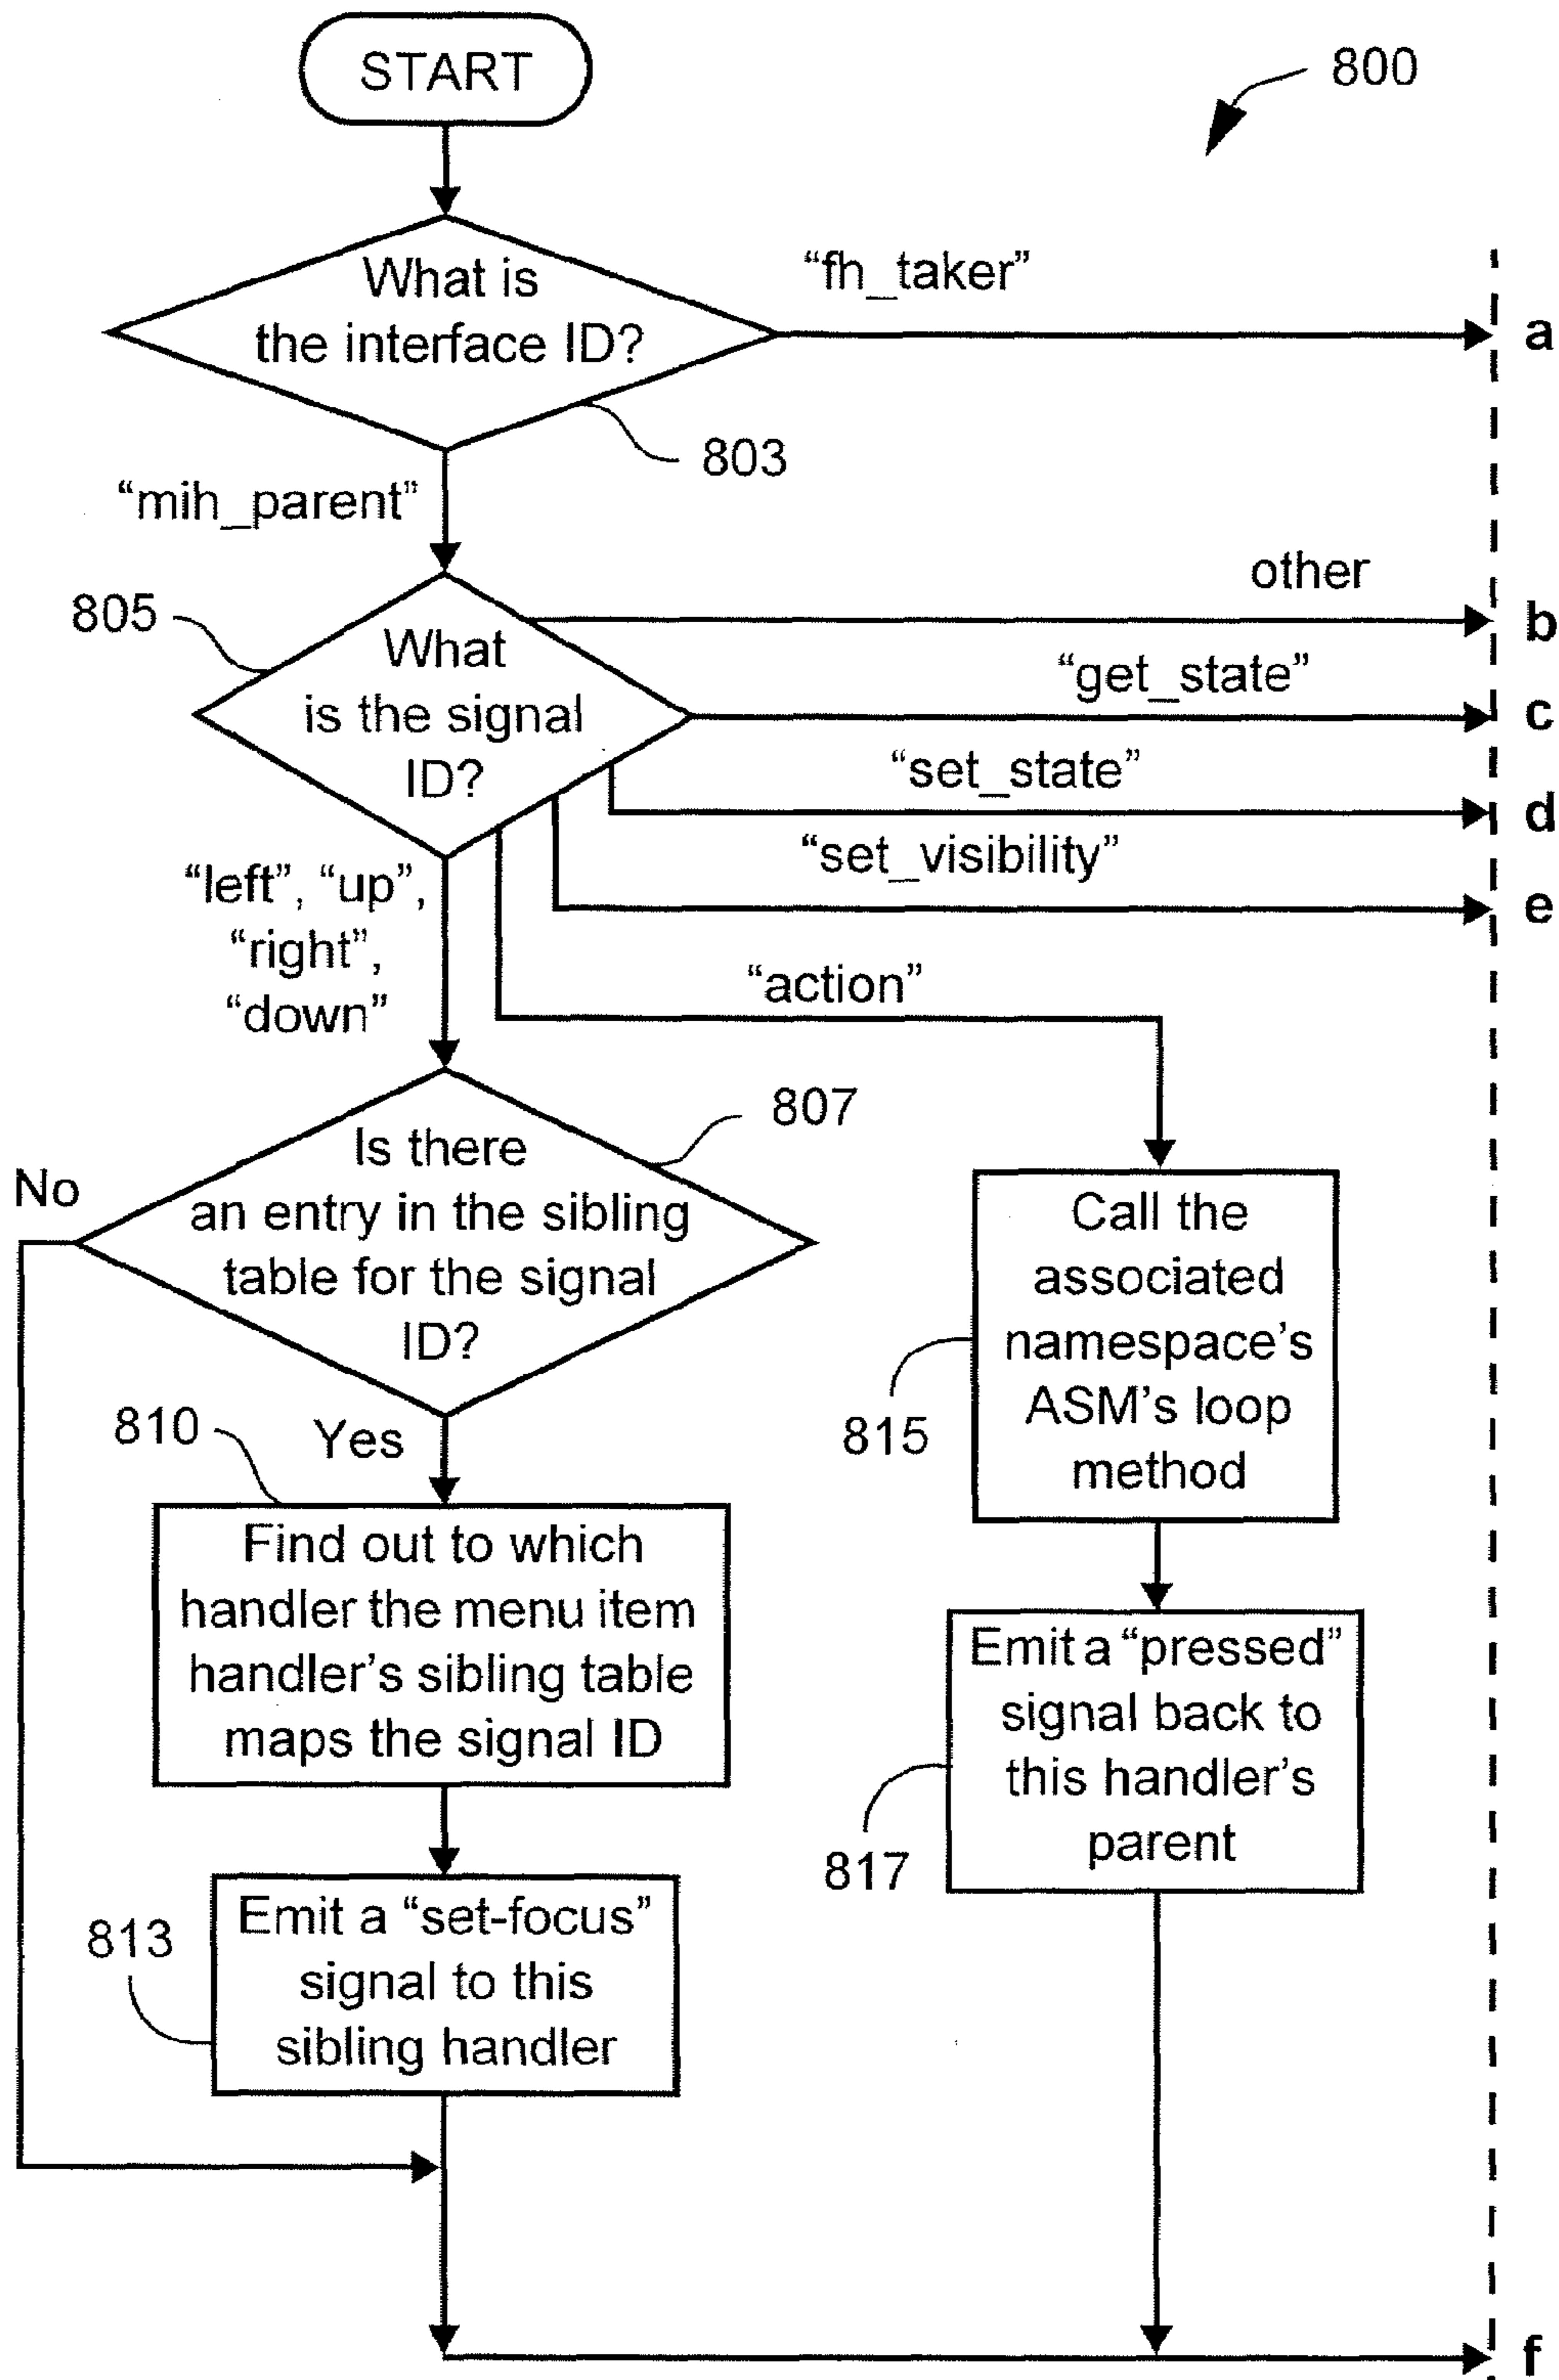 START
800
What is
the interface ID?
“fh_taker”
a
803
“mih_parent”
other
b
805
What
is the signal
ID?
“get_state”
c
“set_state”
d
“set_visibility”
e
“left”, “up”,
“right”,
“down”
“action”
807
Is there
an entry in the sibling
table for the signal
ID?
No
Yes
810
Find out to which
handler the menu item
handler’s sibling table
maps the signal ID
813
Emit a “set-focus”
signal to this
sibling handler
Call the
associated
namespace’s
ASM’s loop
method
815
Emit a “pressed”
signal back to
this handler’s
parent
817
f